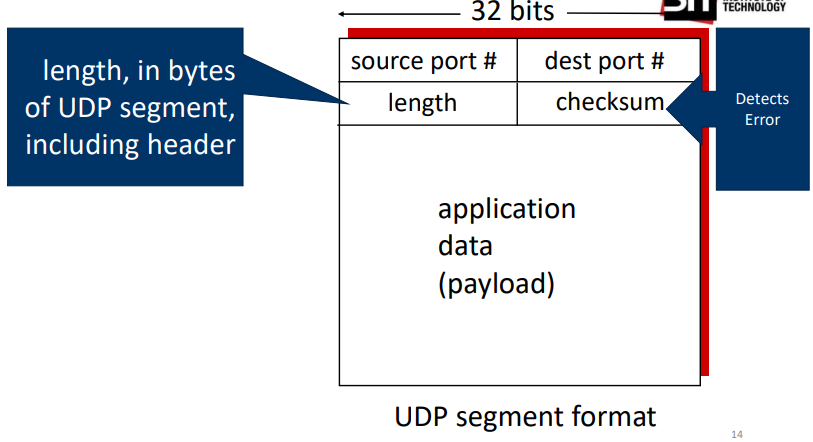 32 bits
TECHNOLOGY
length, in bytes
of UDP segment,
including header
source port #
dest port #
length
checksum
Detects
Error
application
data
(payload)
UDP segment format
14